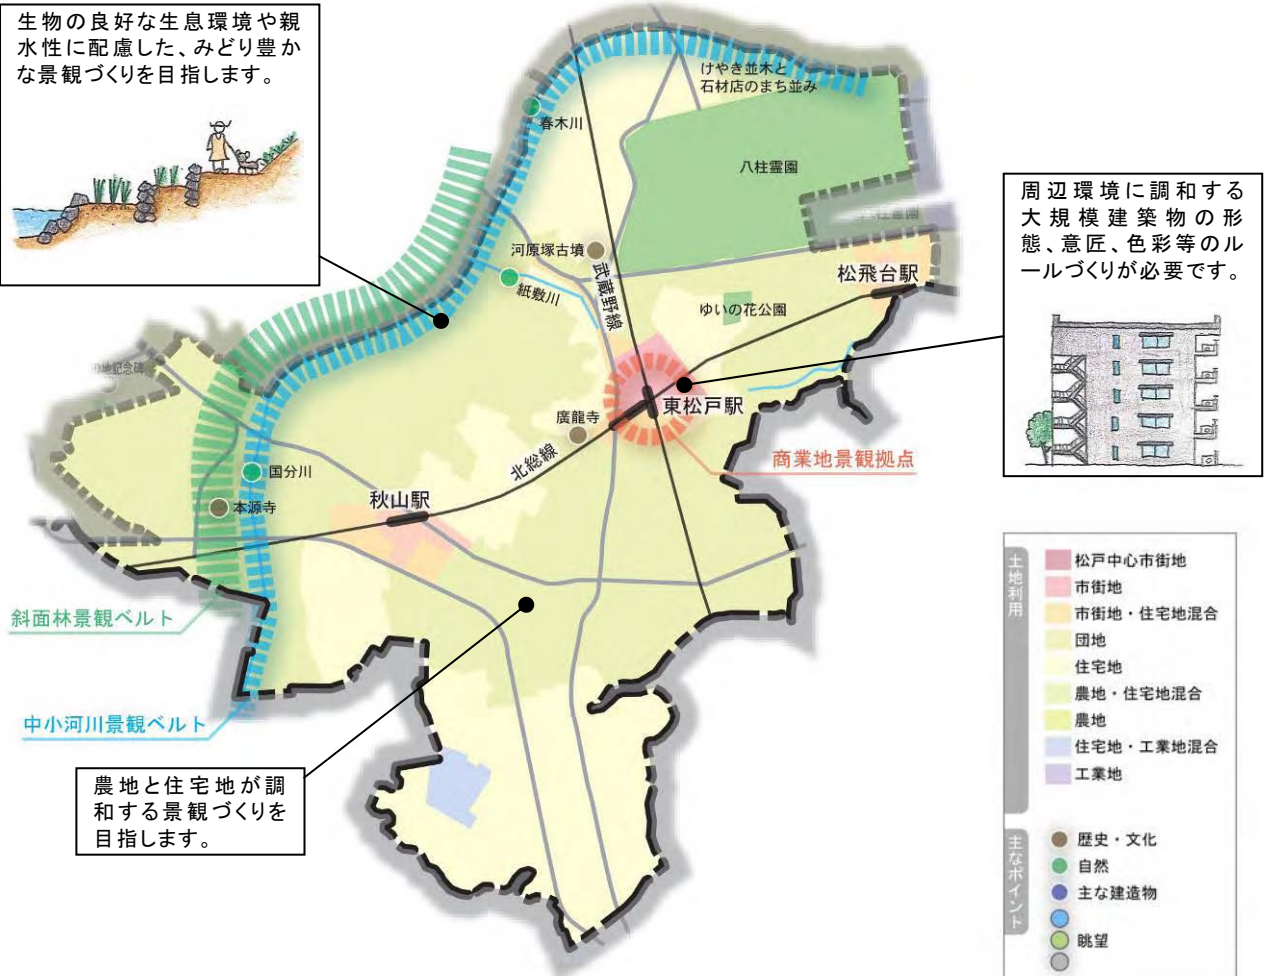 生物の良好な生息環境や親
水性に配慮した、みどり豊か
な景観づくりを目指します。
けやき並木と
石材店のまち並み
春木川
八柱霊園
八柱霊園
周辺環境に調和する
大規模建築物の形
態、意匠、色彩等のル
ールづくりが必要です。
河原塚古墳
武蔵野線
松飛台駅
紙敷川
ゆいの花公園
の地記念碑
東松戸駅
廣龍寺
北総線
商業地景観拠点
国分川
秋山駅
本源寺
斜面林景観ベルト
中小河川景観ベルト
農地と住宅地が調
和する景観づくりを
目指します。
土地利用
松戸中心市街地
市街地
市街地・住宅地混合
団地
住宅地
農地・住宅地混合
農地
住宅地・工業地混合
工業地
主なポイント
歴史・文化
自然
主な建造物
眺望